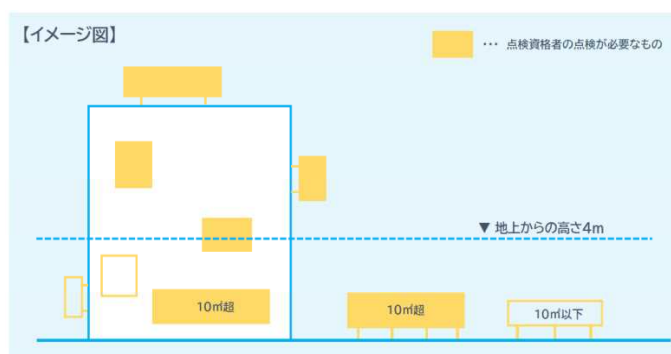 【イメージ図】
… 点検資格者の点検が必要なもの
▼ 地上からの高さ4m
10㎡超
10㎡超
10㎡以下